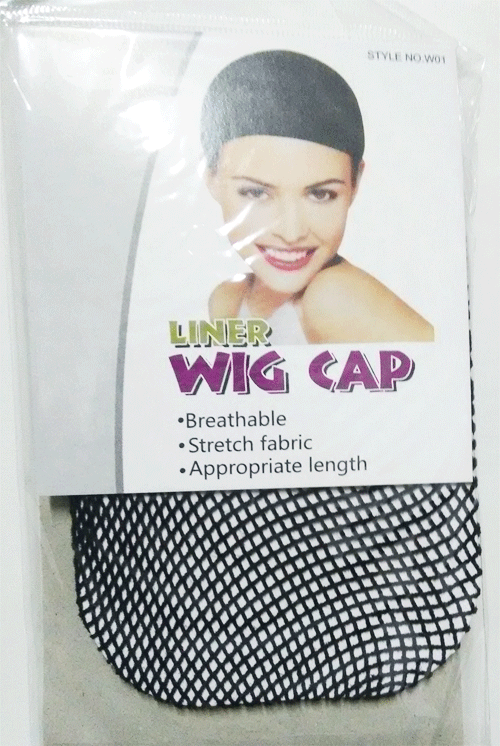 STYLE NO.W01
LINER
WIG CAP
•Breathable
•Stretch fabric
•Appropriate length